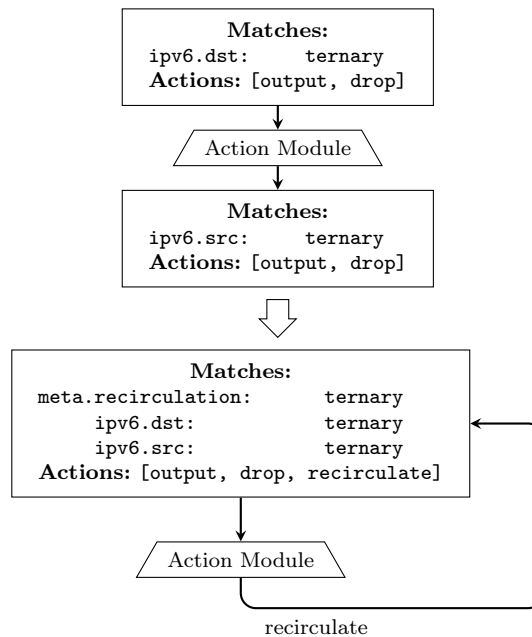 Matches:
ipv6.dst: ternary
Actions: [output, drop]
Action Module
Matches:
ipv6.src: ternary
Actions: [output, drop]
Matches:
meta.recirculation: ternary
ipv6.dst: ternary
ipv6.src: ternary
Actions: [output, drop, recirculate]
Action Module
recirculate